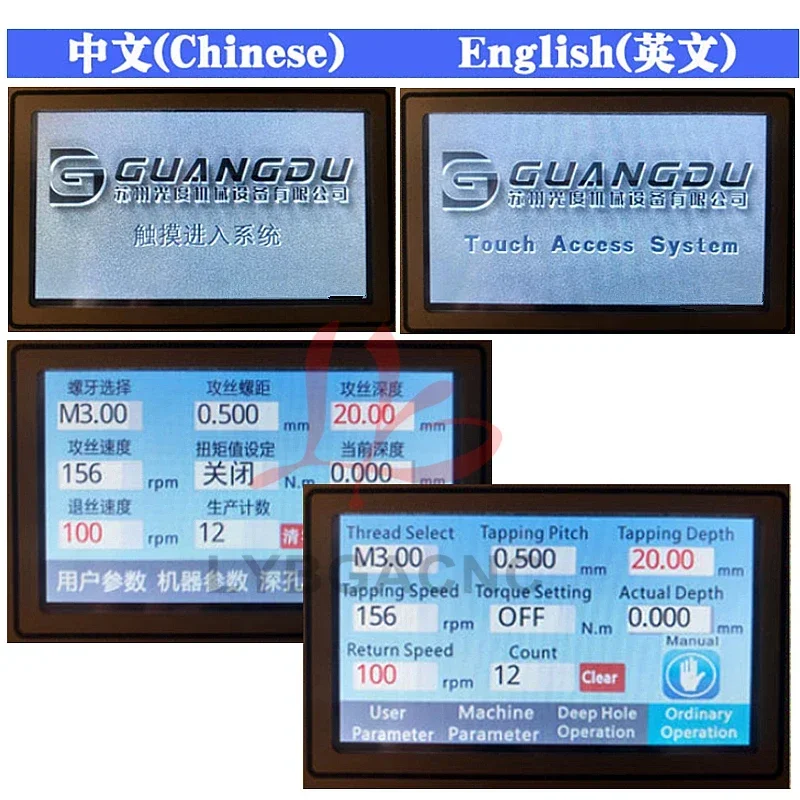 中文(Chinese)
English(英文)
GUANGDU
苏州光度机械设备有限公司
触摸进入系统
GUANGDU
苏州光度机械设备有限公司
Touch Access System
螺牙选择 攻丝螺距 攻丝深度
M3.00 0.500 mm 20.00 mm
攻丝速度 扭矩值设定 当前深度
156 rpm 关闭 N.m 0.000 mm
退丝速度 生产计数
100 rpm 12 清
用户参数 机器参数 深孔
LYBGACNC
Thread Select Tapping Pitch Tapping Depth
M3.00 0.500 mm 20.00 mm
Tapping Speed Torque Setting Actual Depth
156 rpm OFF N.m 0.000 mm
Return Speed Count Manual
100 rpm 12 Clear
User Parameter Machine Parameter Deep Hole Operation Ordinary Operation